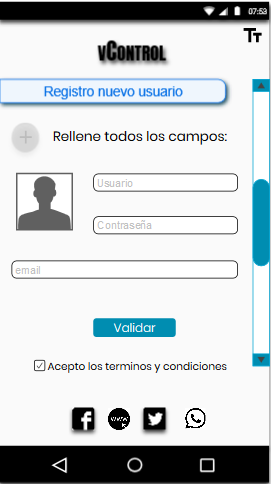 07:53
TT
vControl
Registro nuevo usuario
Rellene todos los campos:
Usuario
Contraseña
email
Validar
Acepto los terminos y condiciones
www